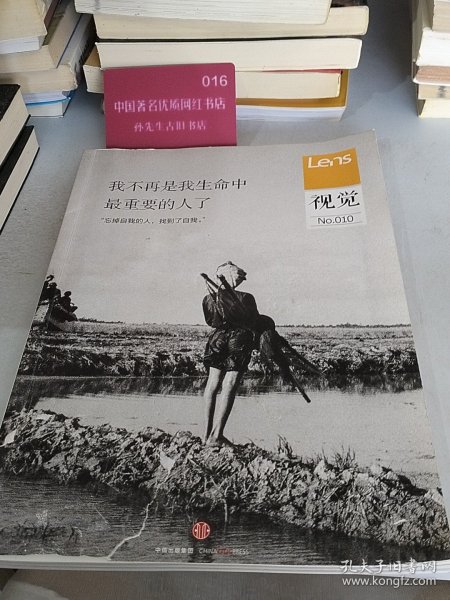 016
中国著名优质网红书店
孙先生古旧书店
Lens
视觉
No.010
我不再是我生命中
最重要的人了
“忘掉自我的人，找到了自我。”
中信出版集团
CHINA CITIC PRESS
孔夫子旧书网
www.kongfz.com